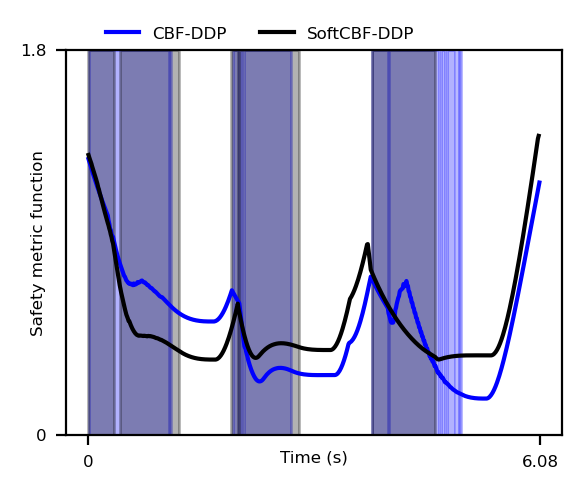 CBF-DDP SoftCBF-DDP
1.8
Safety metric function
0
0 Time (s) 6.08